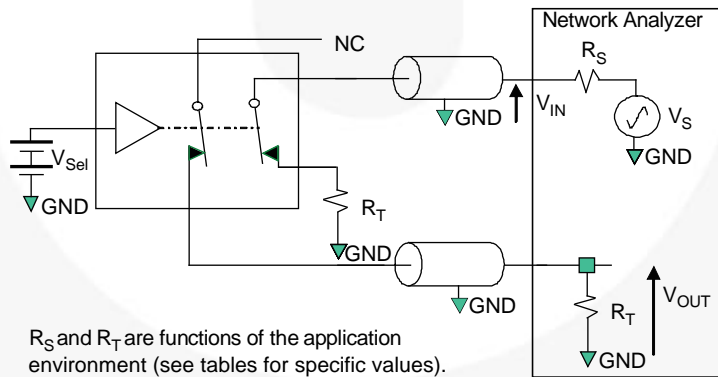 Network Analyzer
NC
R_S
GND
V_IN
V_S
GND
V_Sel
GND
R_T
GND
GND
R_T
V_OUT
GND
R_S and R_T are functions of the application
environment (see tables for specific values).